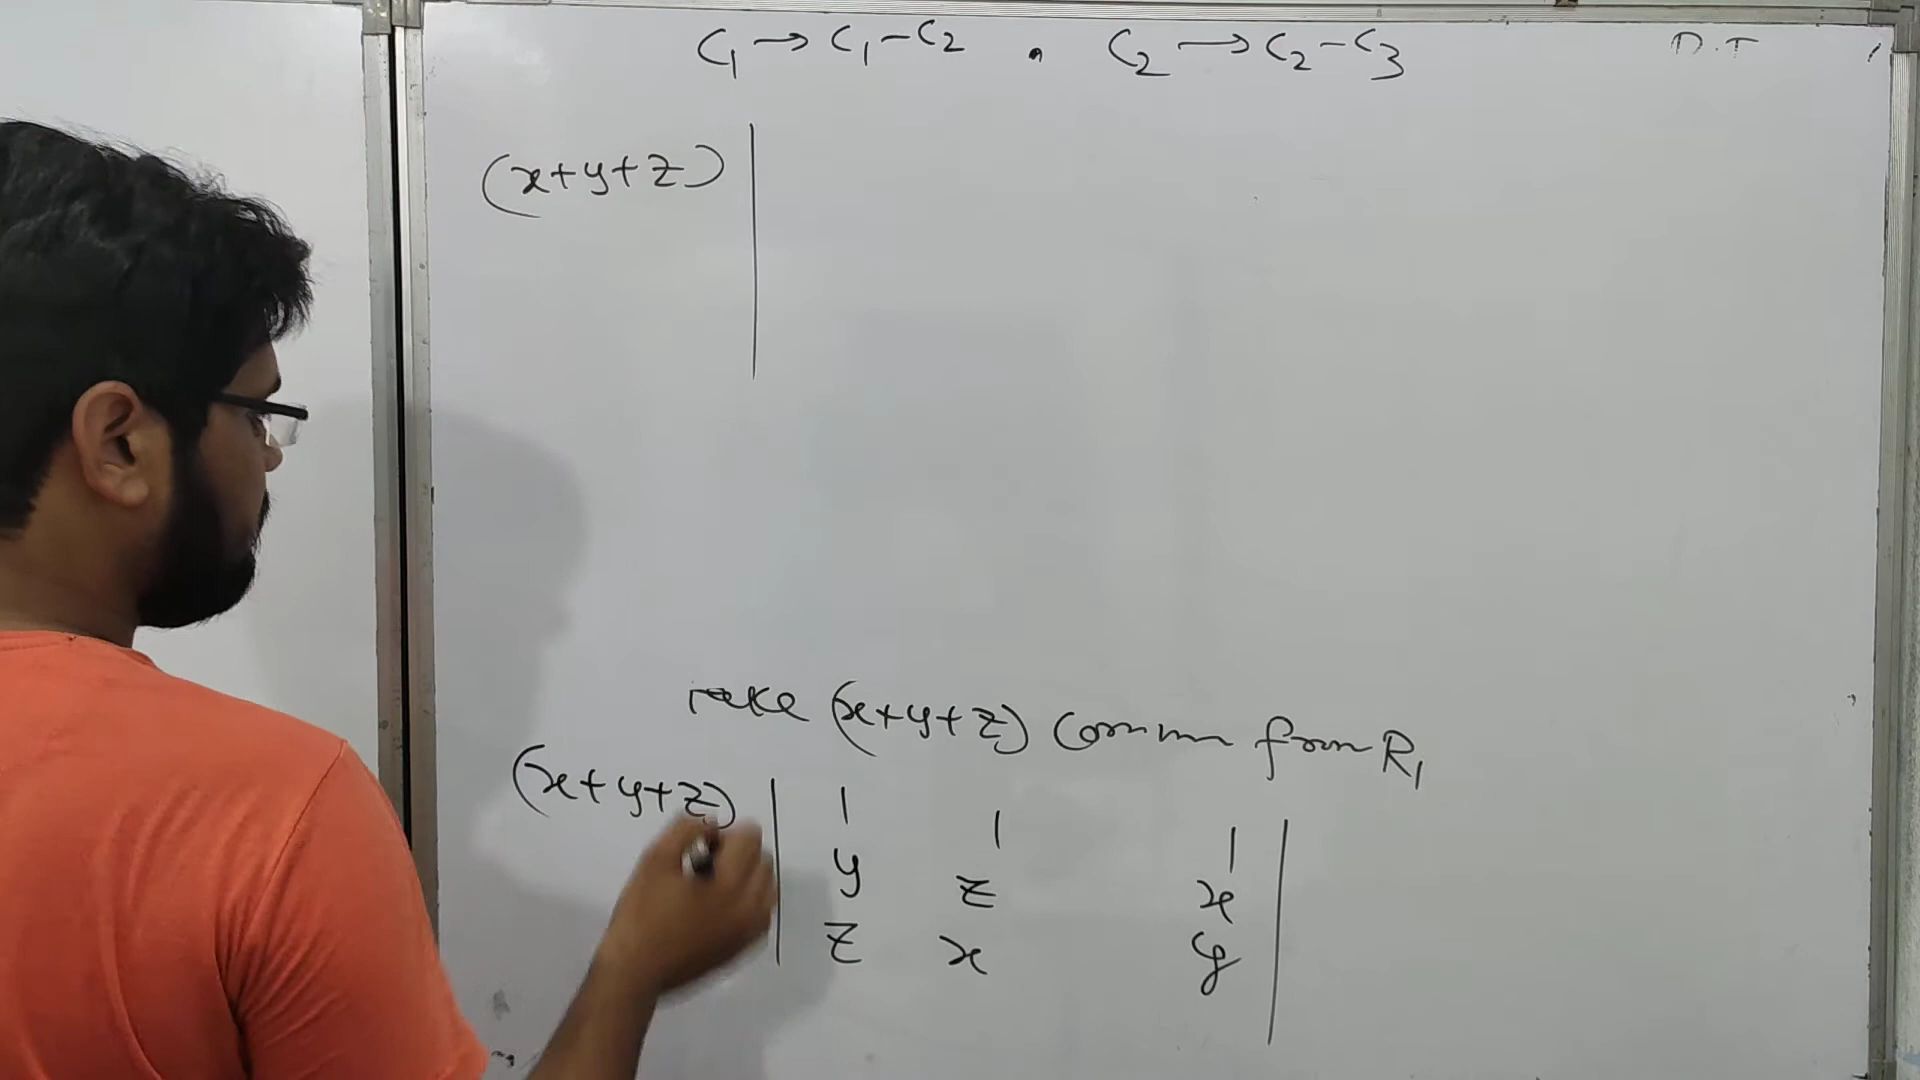 C₁ → C₁ - C₂ . C₂ → C₂ - C₃
(x+y+z) |
take (x+y+z) common from R₁
(x+y+z) | 1 1 1 |
y z x
z x y